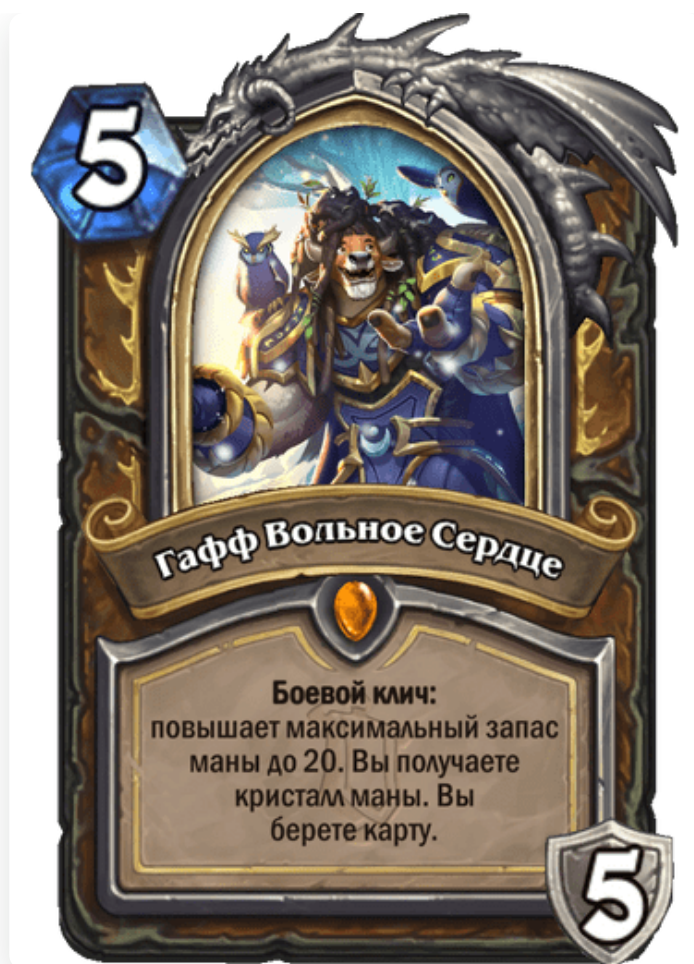 5
Гафф Вольное Сердце
Боевой клич:
повышает максимальный запас
маны до 20. Вы получаете
кристалл маны. Вы
берете карту.
5